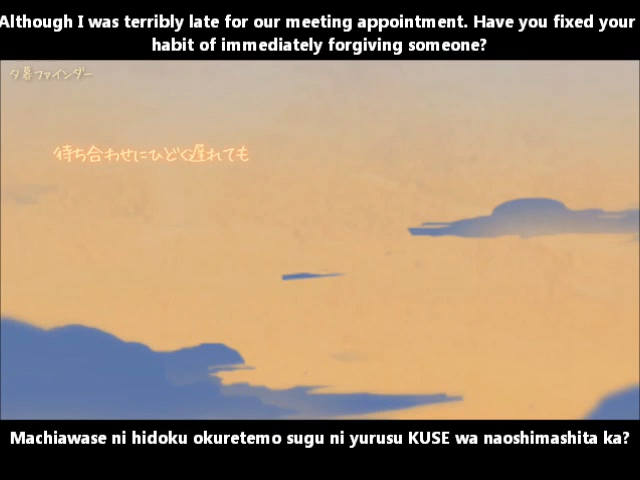 Although I was terribly late for our meeting appointment. Have you fixed your
habit of immediately forgiving someone?
夕暮ファインダー
待ち合わせにひどく遅れても
Machiawase ni hidoku okuretemo sugu ni yurusu KUSE wa naoshimashita ka?